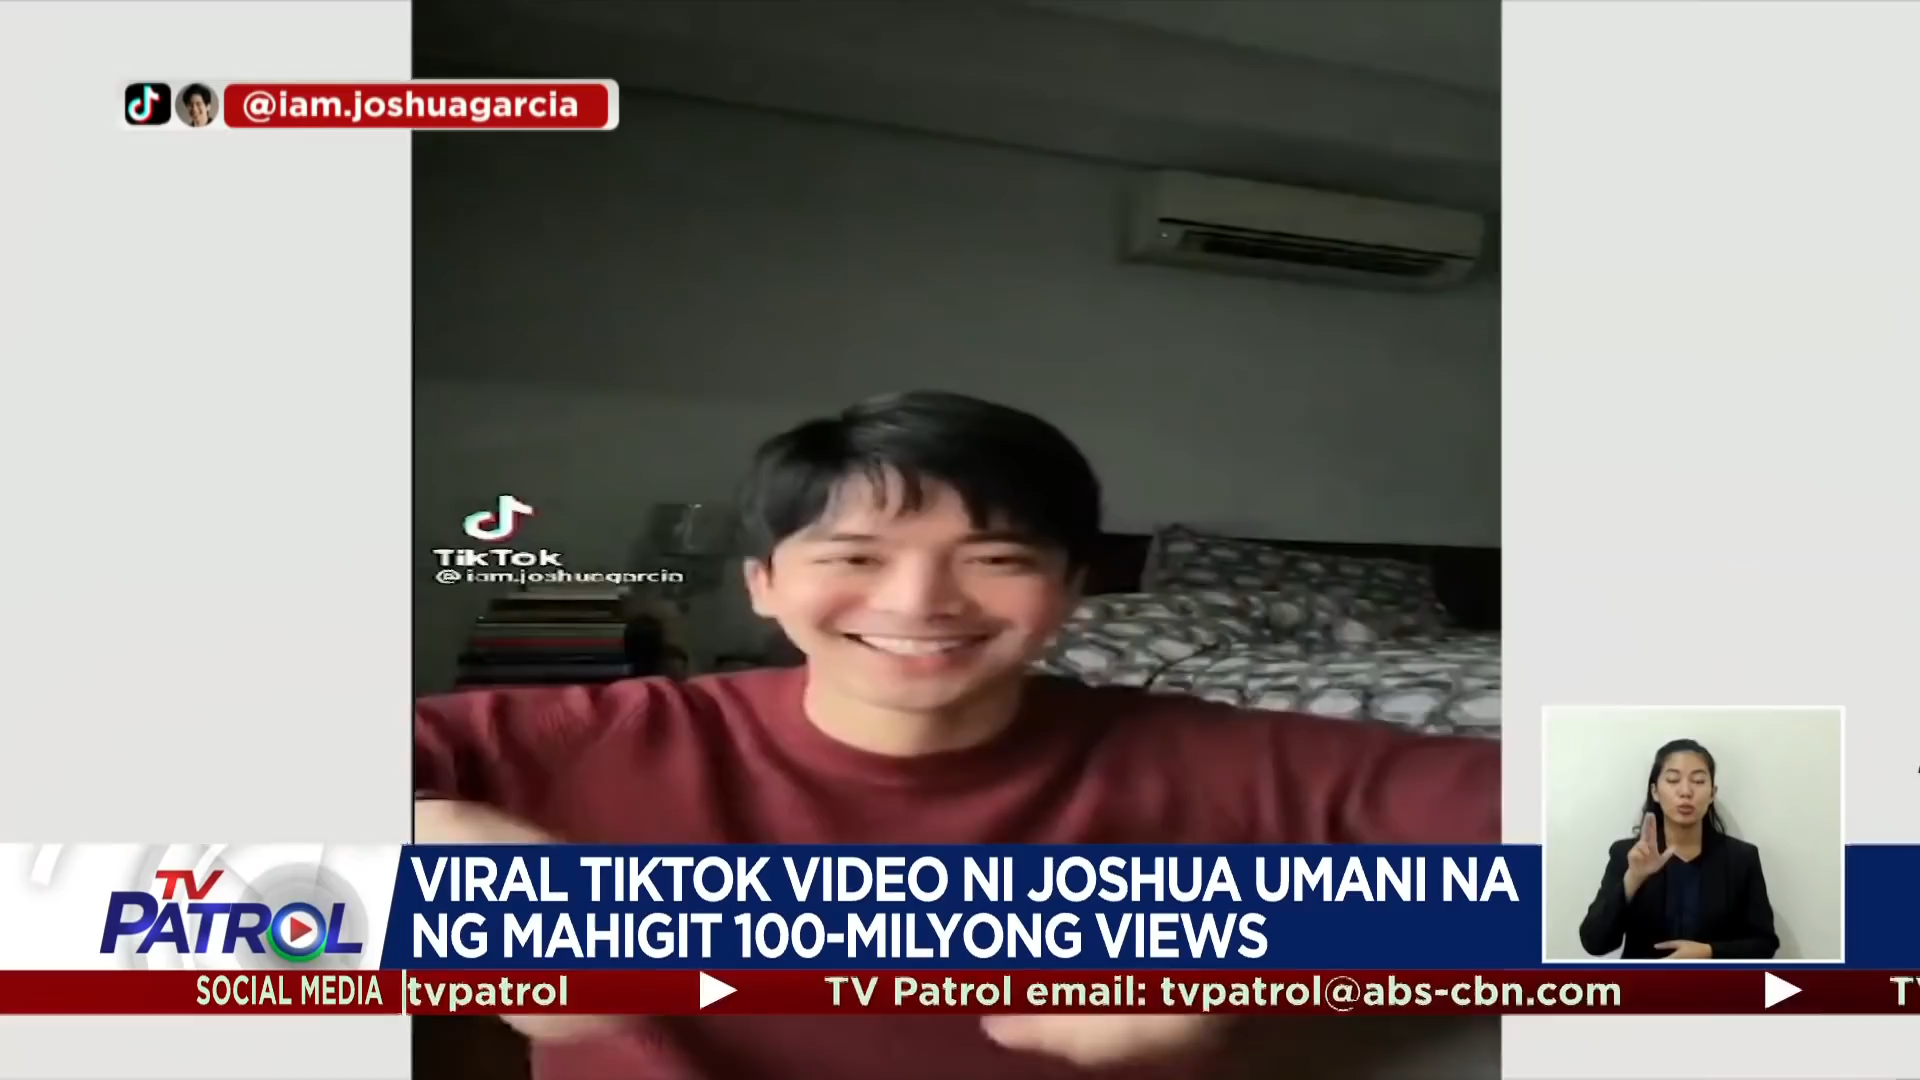 @iam.joshuagarcia
TikTok
@iam.joshuagarcia
TV
PATROL
VIRAL TIKTOK VIDEO NI JOSHUA UMANI NA
NG MAHIGIT 100-MILYONG VIEWS
SOCIAL MEDIA tvpatrol TV Patrol email: tvpatrol@abs-cbn.com